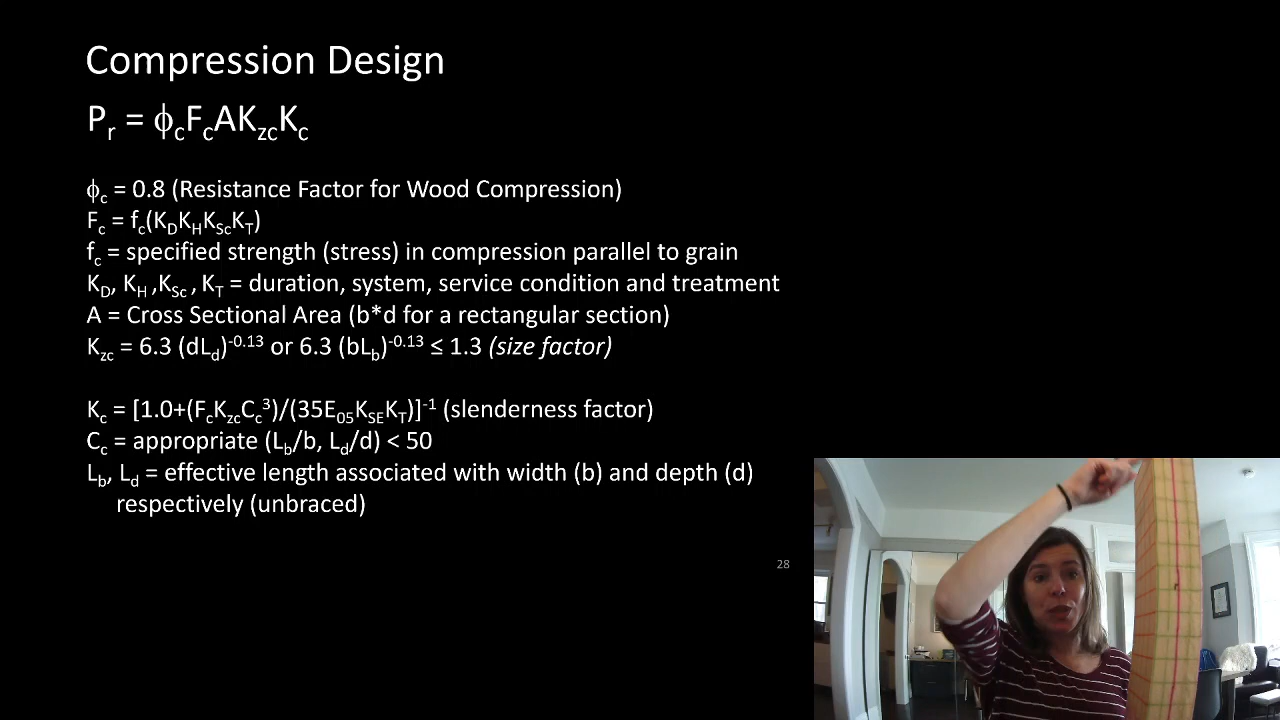 Compression Design
Pr = ϕcFcAKzcKc
ϕc = 0.8 (Resistance Factor for Wood Compression)
Fc = fc(KDKHKScKT)
fc = specified strength (stress) in compression parallel to grain
KD, KH ,KSc , KT = duration, system, service condition and treatment
A = Cross Sectional Area (b*d for a rectangular section)
Kzc = 6.3 (dLd)^-0.13 or 6.3 (bLb)^-0.13 ≤ 1.3 (size factor)
Kc = [1.0+(FcKzcCc^3)/(35E05KSEKT)]^-1 (slenderness factor)
Cc = appropriate (Lb/b, Ld/d) < 50
Lb, Ld = effective length associated with width (b) and depth (d)
respectively (unbraced)
28